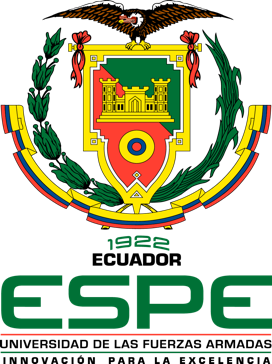 1922
ECUADOR
ESPE
UNIVERSIDAD DE LAS FUERZAS ARMADAS
INNOVACIÓN PARA LA EXCELENCIA